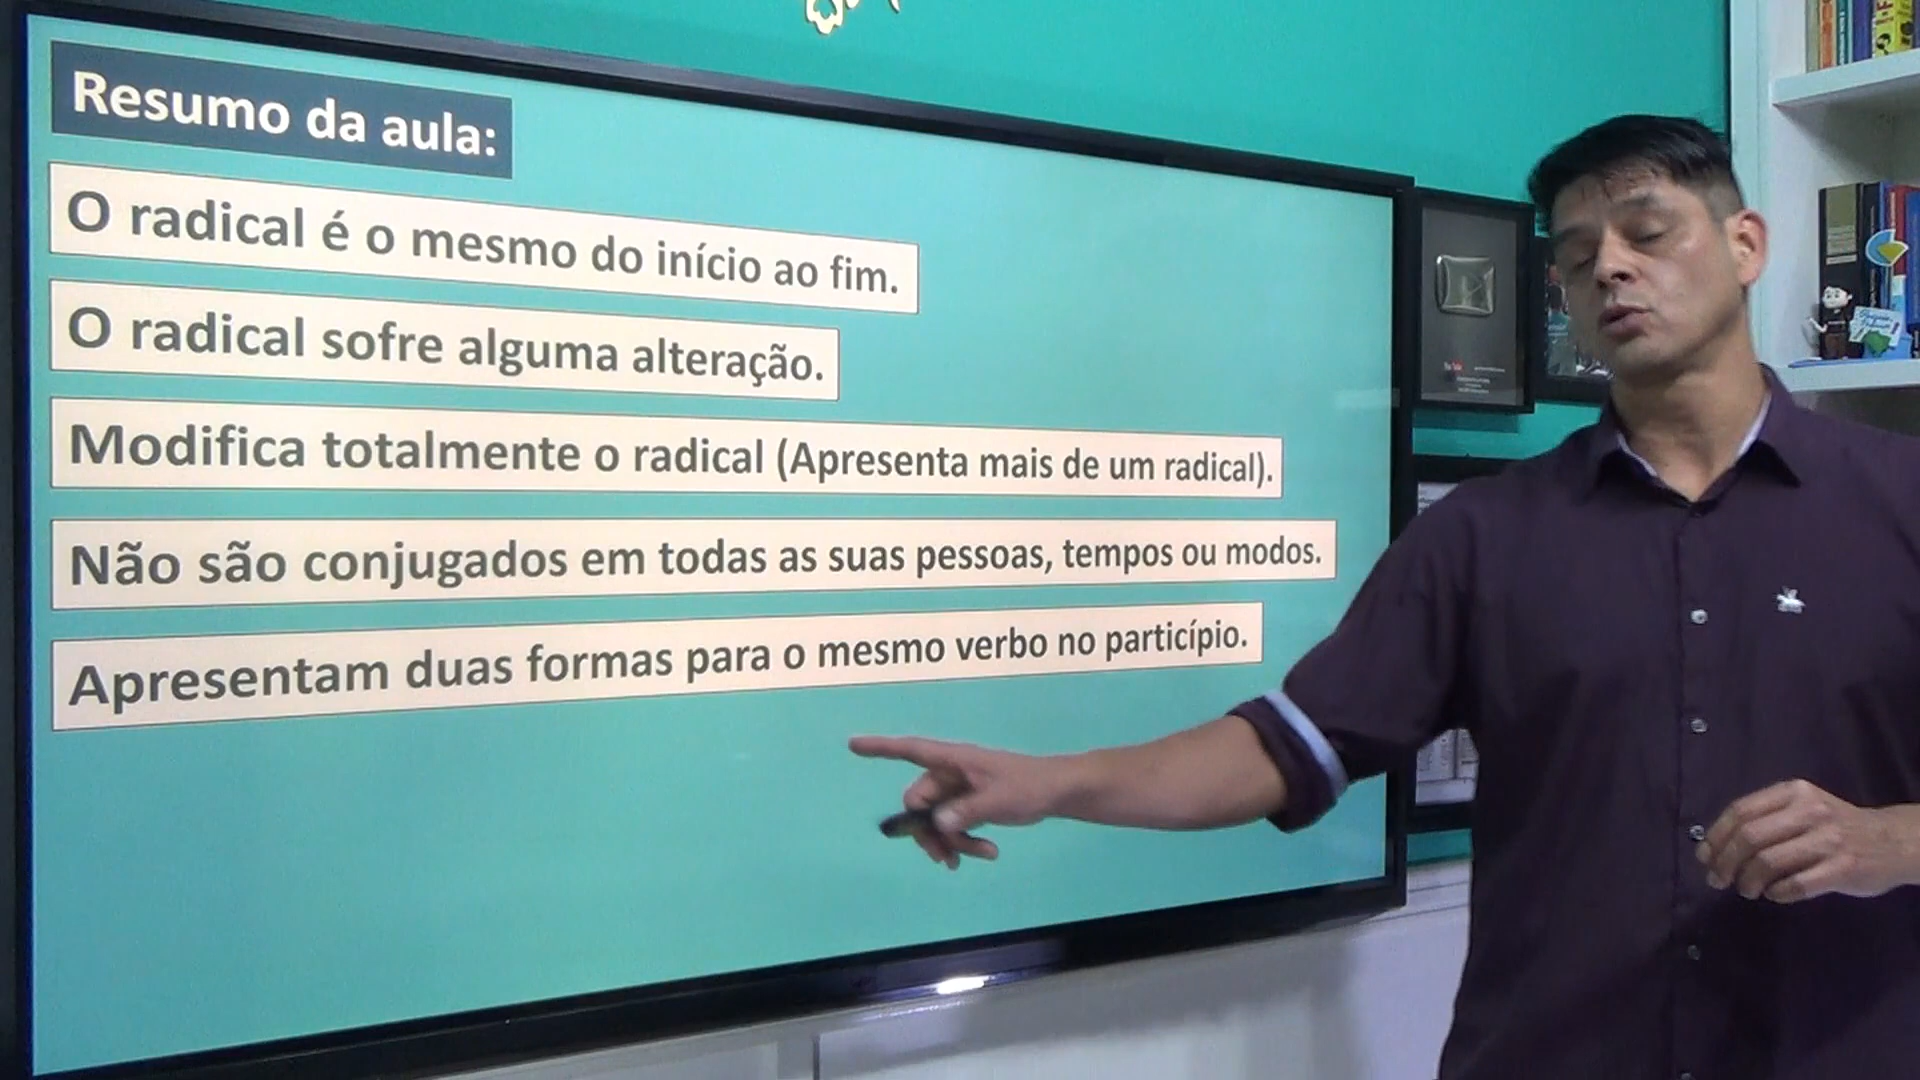 Resumo da aula:
O radical é o mesmo do início ao fim.
O radical sofre alguma alteração.
Modifica totalmente o radical (Apresenta mais de um radical).
Não são conjugados em todas as suas pessoas, tempos ou modos.
Apresentam duas formas para o mesmo verbo no particípio.